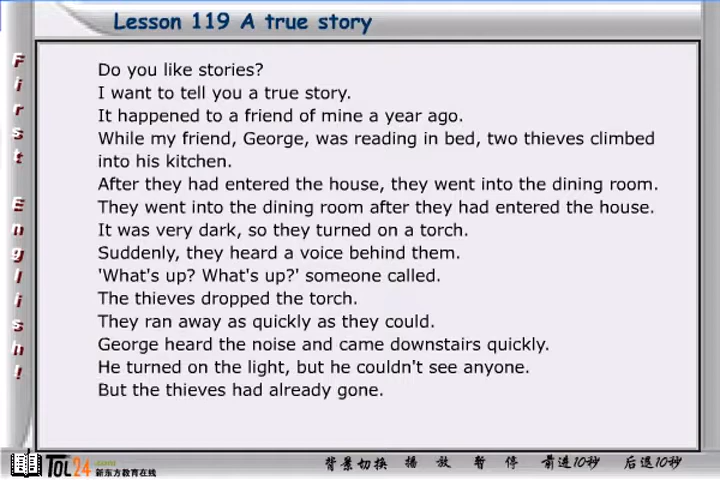 Lesson 119 A true story
First English!
Do you like stories?
I want to tell you a true story.
It happened to a friend of mine a year ago.
While my friend, George, was reading in bed, two thieves climbed
into his kitchen.
After they had entered the house, they went into the dining room.
They went into the dining room after they had entered the house.
It was very dark, so they turned on a torch.
Suddenly, they heard a voice behind them.
'What's up? What's up?' someone called.
The thieves dropped the torch.
They ran away as quickly as they could.
George heard the noise and came downstairs quickly.
He turned on the light, but he couldn't see anyone.
But the thieves had already gone.
TOL24.com
新东方教育在线
背景切换 播放 暂停 前进10秒 后退10秒